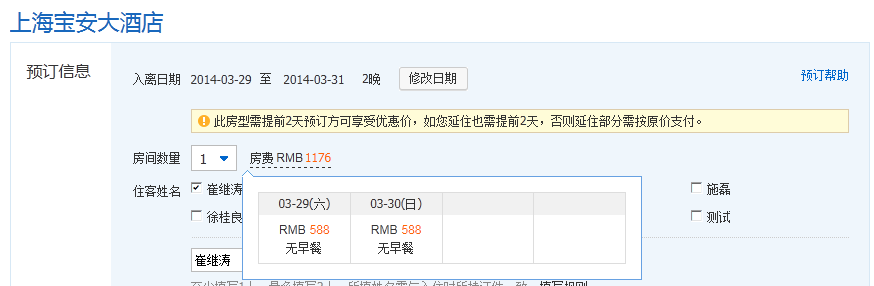 上海宝安大酒店
预订信息
入离日期 2014-03-29 至 2014-03-31 2晚 修改日期 预订帮助
此房型需提前2天预订方可享受优惠价，如您延住也需提前2天，否则延住部分需按原价支付。
房间数量 1 房费 RMB 1176
住客姓名 崔继涛 施磊
03-29(六) 03-30(日)
徐桂良 测试
RMB 588 RMB 588
无早餐 无早餐
崔继涛